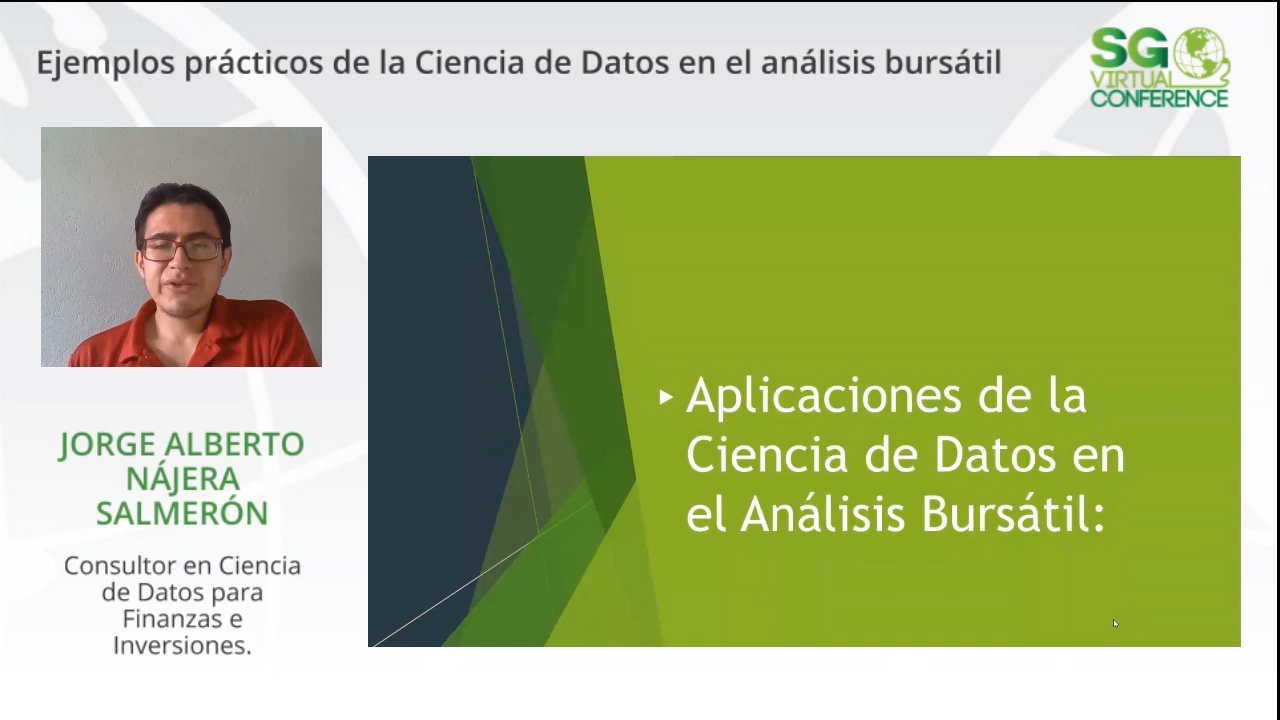 Ejemplos prácticos de la Ciencia de Datos en el análisis bursátil
SG
VIRTUAL
CONFERENCE
JORGE ALBERTO
NÁJERA
SALMERÓN
Consultor en Ciencia
de Datos para
Finanzas e
Inversiones.
Aplicaciones de la
Ciencia de Datos en
el Análisis Bursátil: